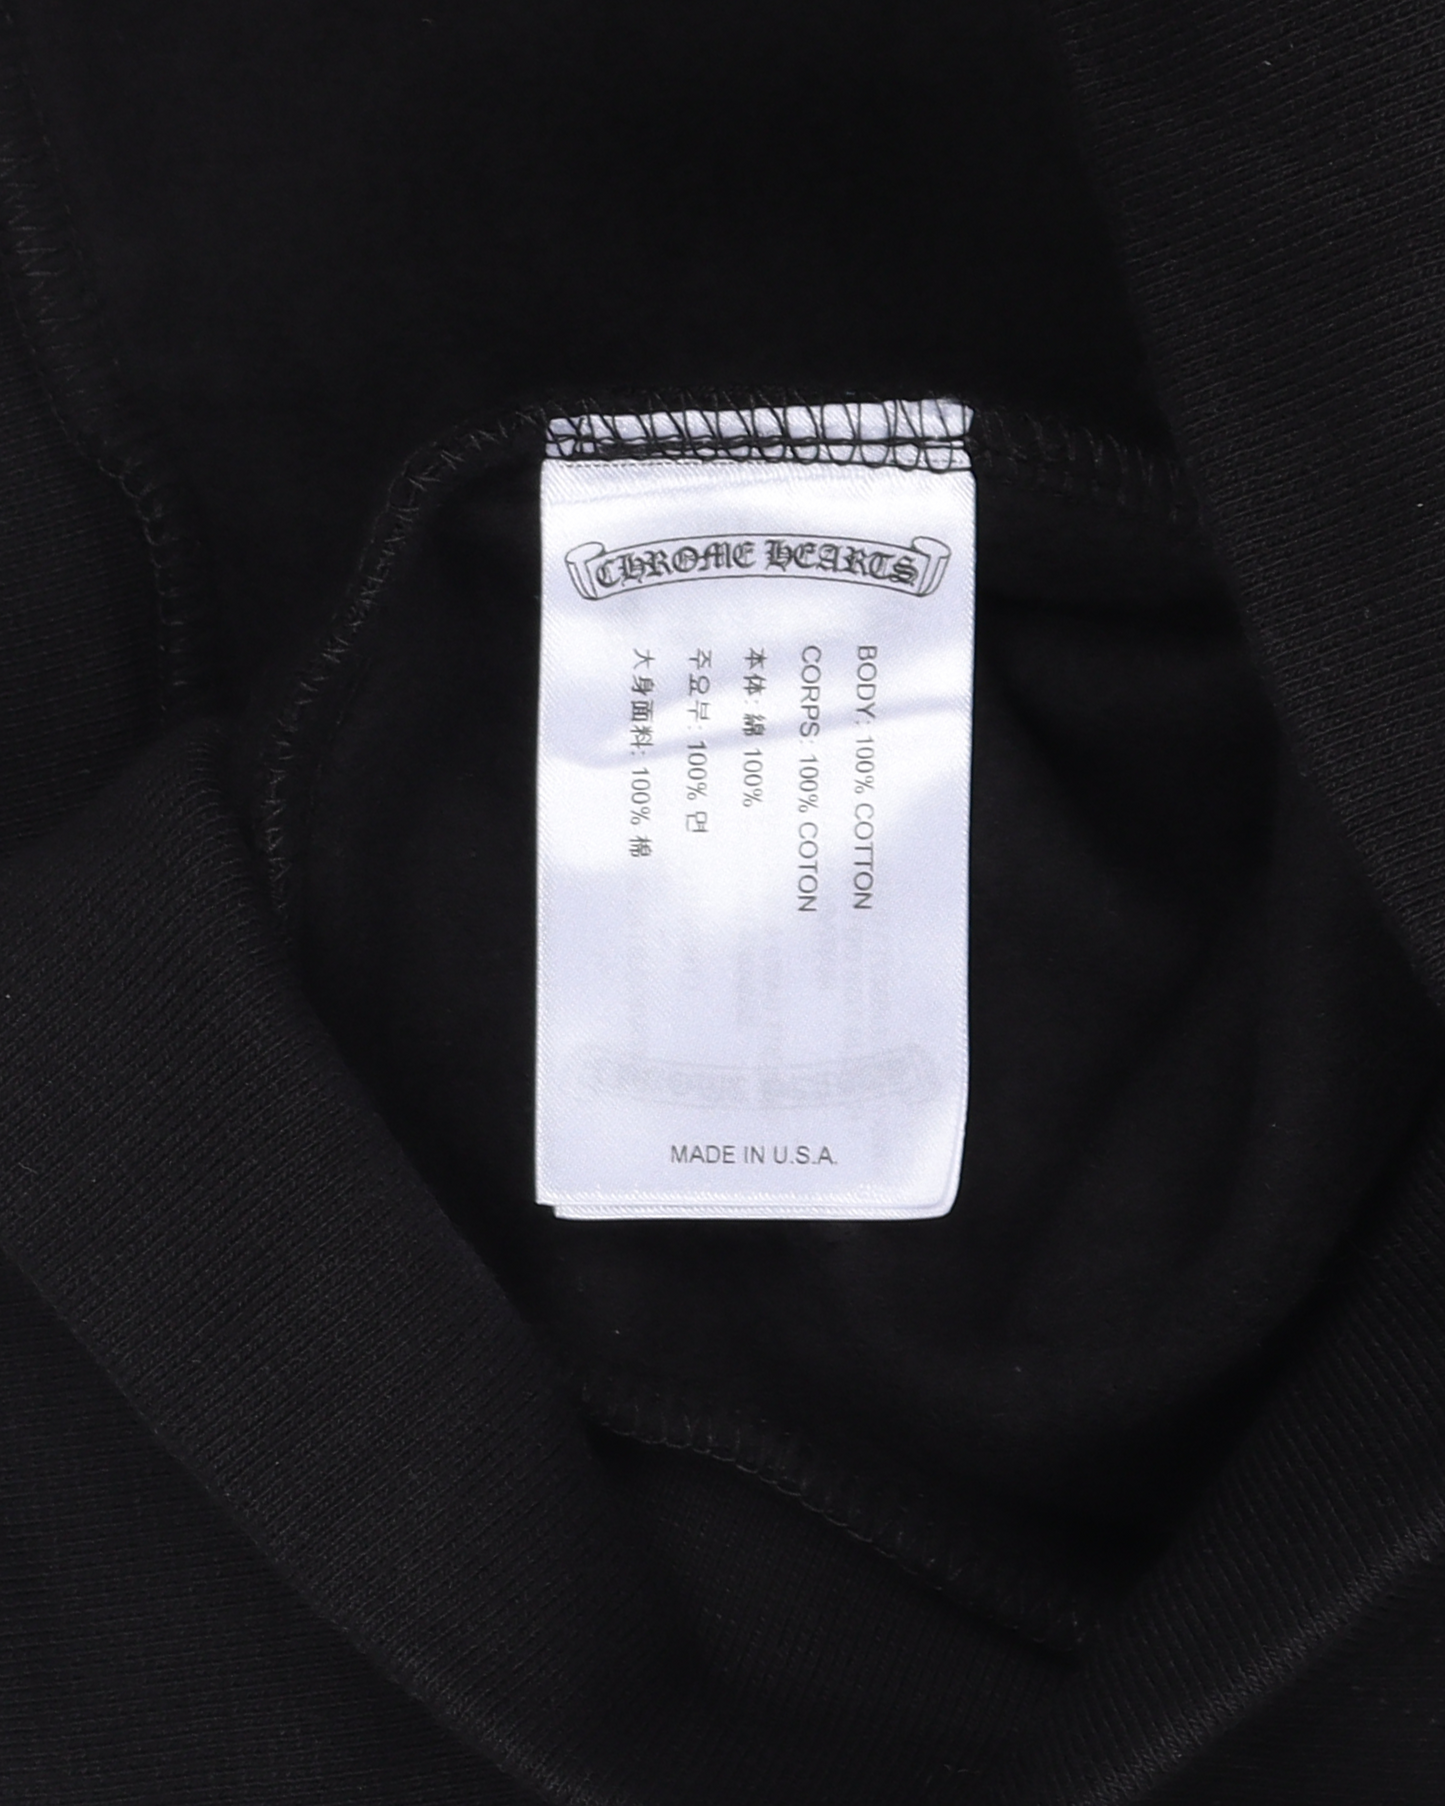 CHROME HEARTS
BODY: 100% COTTON
CORPS: 100% COTON
本体: 綿 100%
주요부: 100% 면
大身面料: 100% 棉
MADE IN U.S.A.